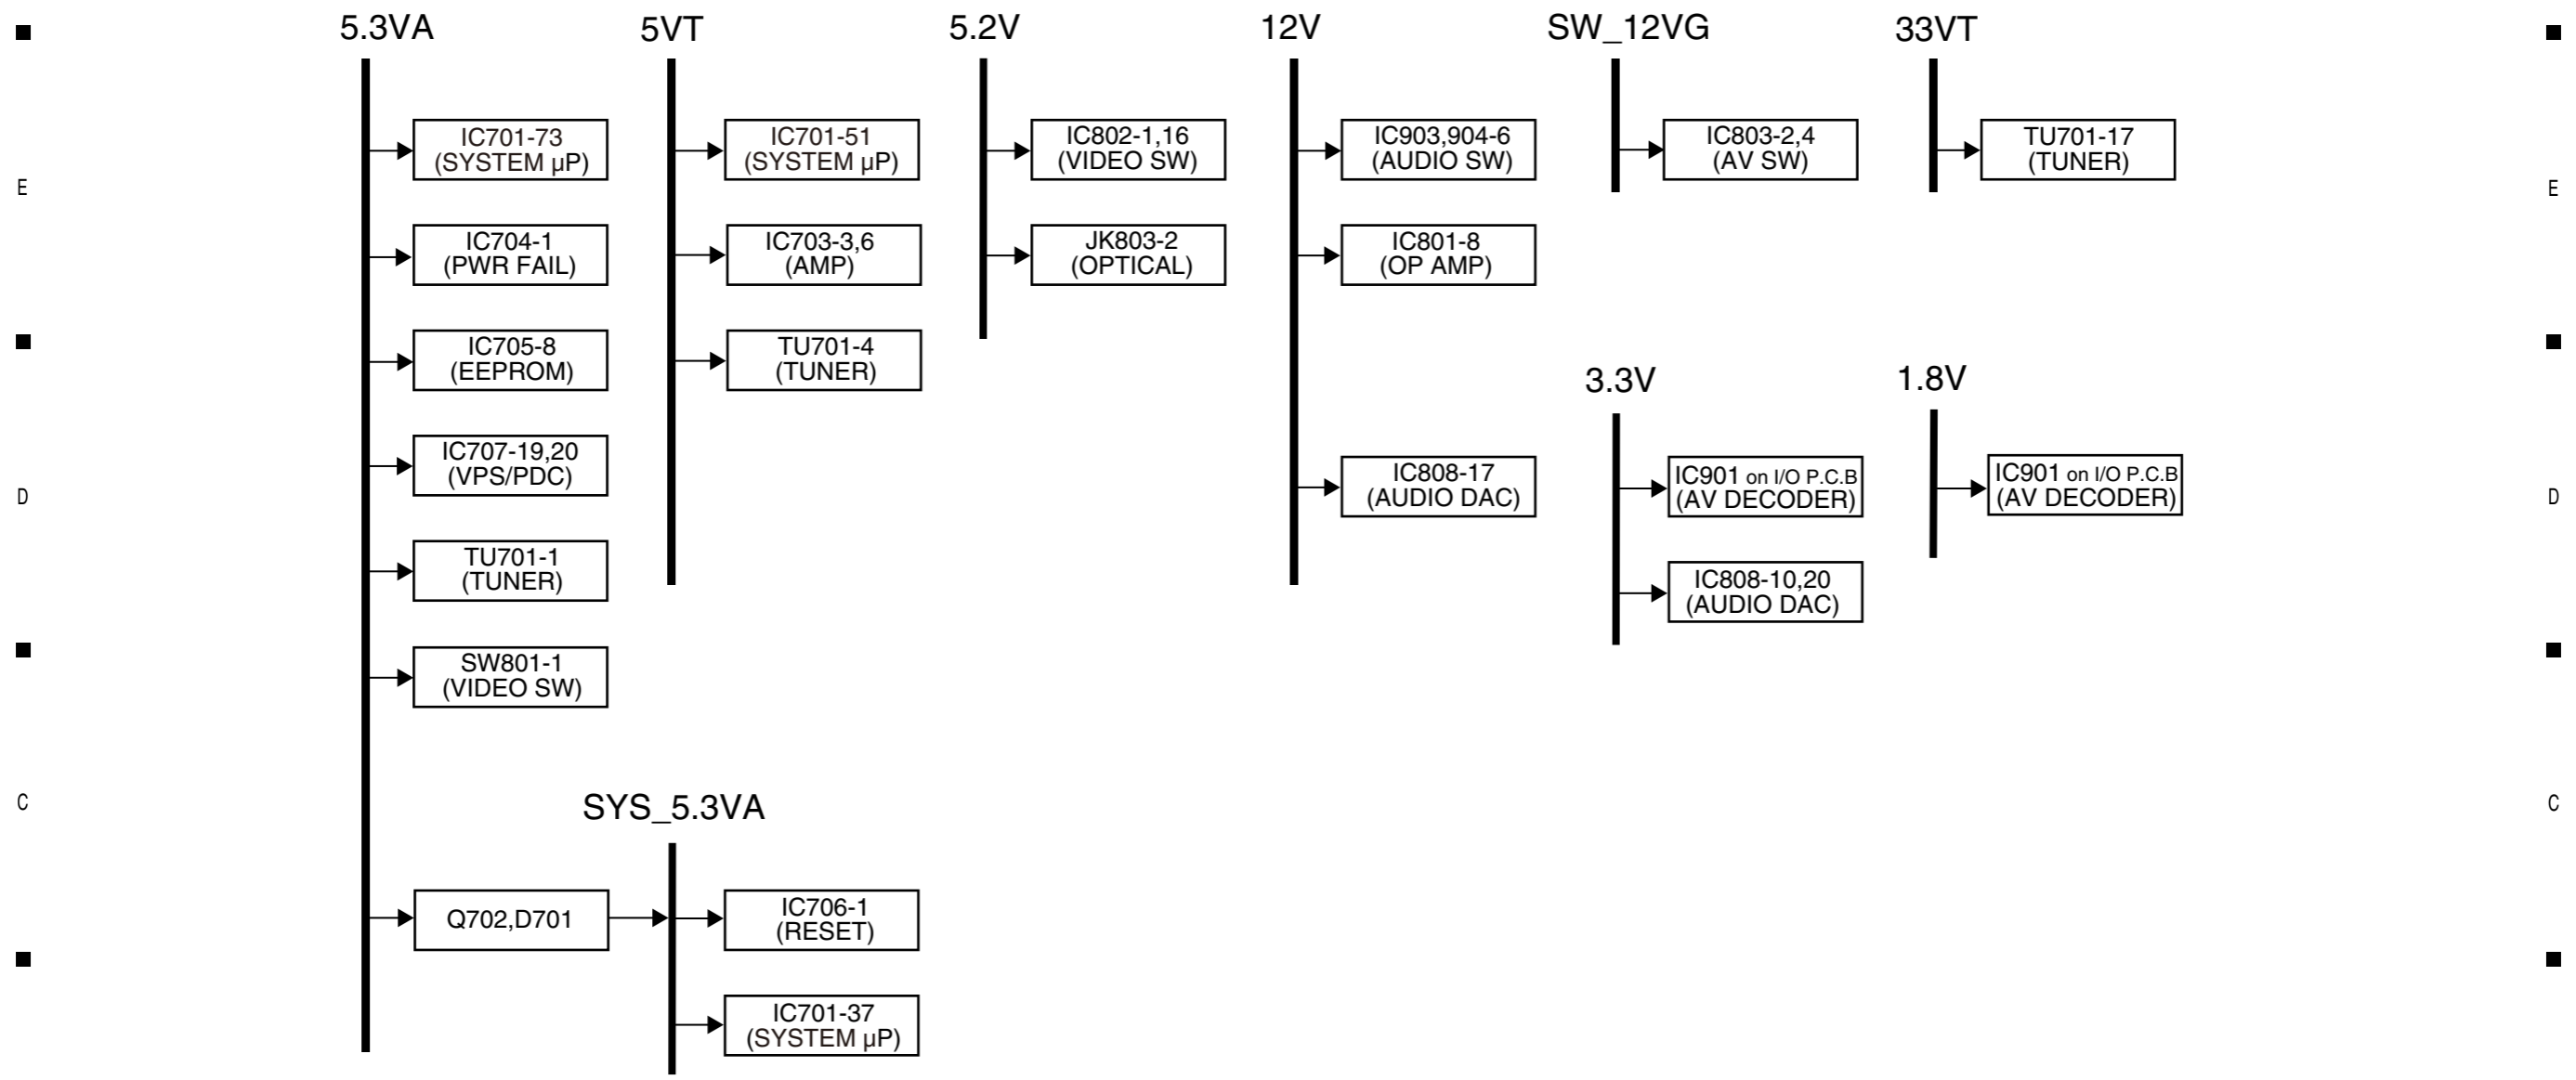 5.3VA
5VT
5.2V
12V
SW_12VG
33VT
IC701-73
(SYSTEM µP)
IC701-51
(SYSTEM µP)
IC802-1,16
(VIDEO SW)
IC903,904-6
(AUDIO SW)
IC803-2,4
(AV SW)
TU701-17
(TUNER)
E
E
IC704-1
(PWR FAIL)
IC703-3,6
(AMP)
JK803-2
(OPTICAL)
IC801-8
(OP AMP)
IC705-8
(EEPROM)
TU701-4
(TUNER)
3.3V
1.8V
IC707-19,20
(VPS/PDC)
IC808-17
(AUDIO DAC)
IC901 on I/O P.C.B
(AV DECODER)
IC901 on I/O P.C.B
(AV DECODER)
D
D
TU701-1
(TUNER)
IC808-10,20
(AUDIO DAC)
SW801-1
(VIDEO SW)
C
C
SYS_5.3VA
Q702,D701
IC706-1
(RESET)
IC701-37
(SYSTEM µP)